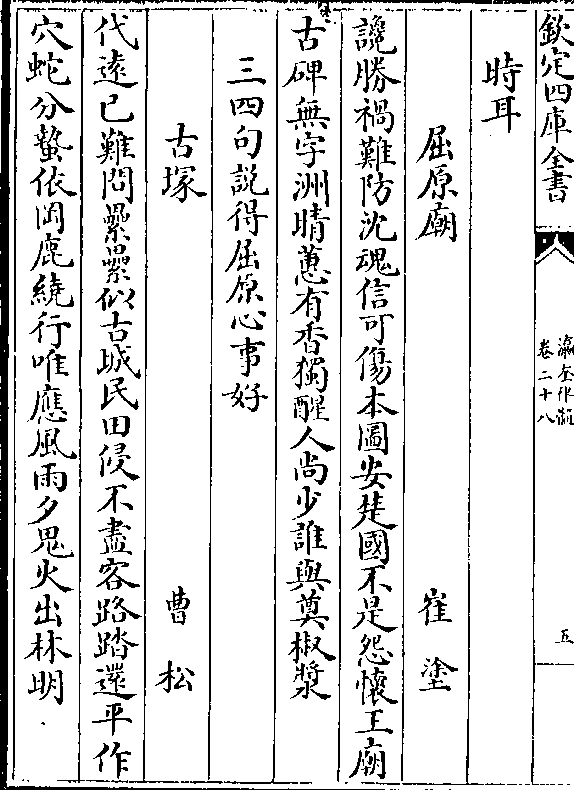 欽定四庫全書
瀛奎律髓
卷二十八
五
時耳
屈原廟 崔塗
讒勝禍難防沈魂信可傷本圖安楚國不是怨懷王廟
古碑無字洲晴蕙有香獨醒人尚少誰與奠椒漿
三四句説得屈原心事好
古塚 曹松
代逺已難問纍纍似古城民田侵不盡客路踏還平作
穴蛇分蟄依岡鹿繞行唯應風雨夕鬼火出林明